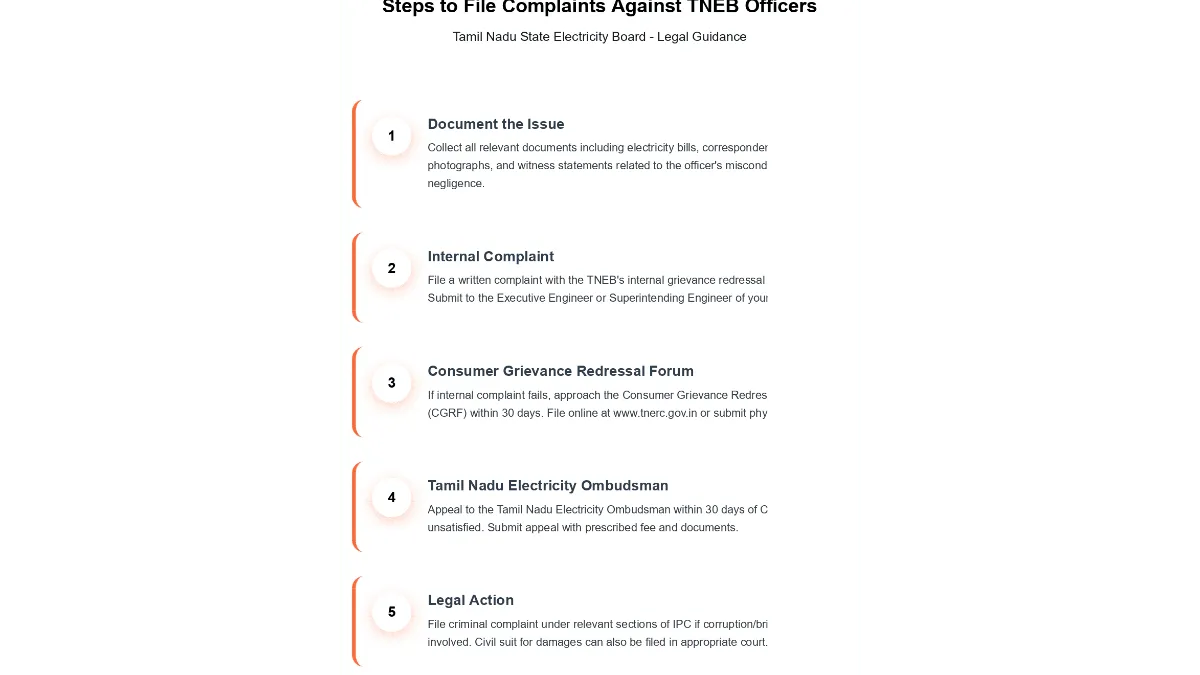 Steps to File Complaints Against TNEB Officers
Tamil Nadu State Electricity Board - Legal Guidance
1
Document the Issue
Collect all relevant documents including electricity bills, corresponden
photographs, and witness statements related to the officer's miscond
negligence.
2
Internal Complaint
File a written complaint with the TNEB's internal grievance redressal
Submit to the Executive Engineer or Superintending Engineer of your
3
Consumer Grievance Redressal Forum
If internal complaint fails, approach the Consumer Grievance Redres
(CGRF) within 30 days. File online at www.tnerc.gov.in or submit phy
4
Tamil Nadu Electricity Ombudsman
Appeal to the Tamil Nadu Electricity Ombudsman within 30 days of C
unsatisfied. Submit appeal with prescribed fee and documents.
5
Legal Action
File criminal complaint under relevant sections of IPC if corruption/bri
involved. Civil suit for damages can also be filed in appropriate court.